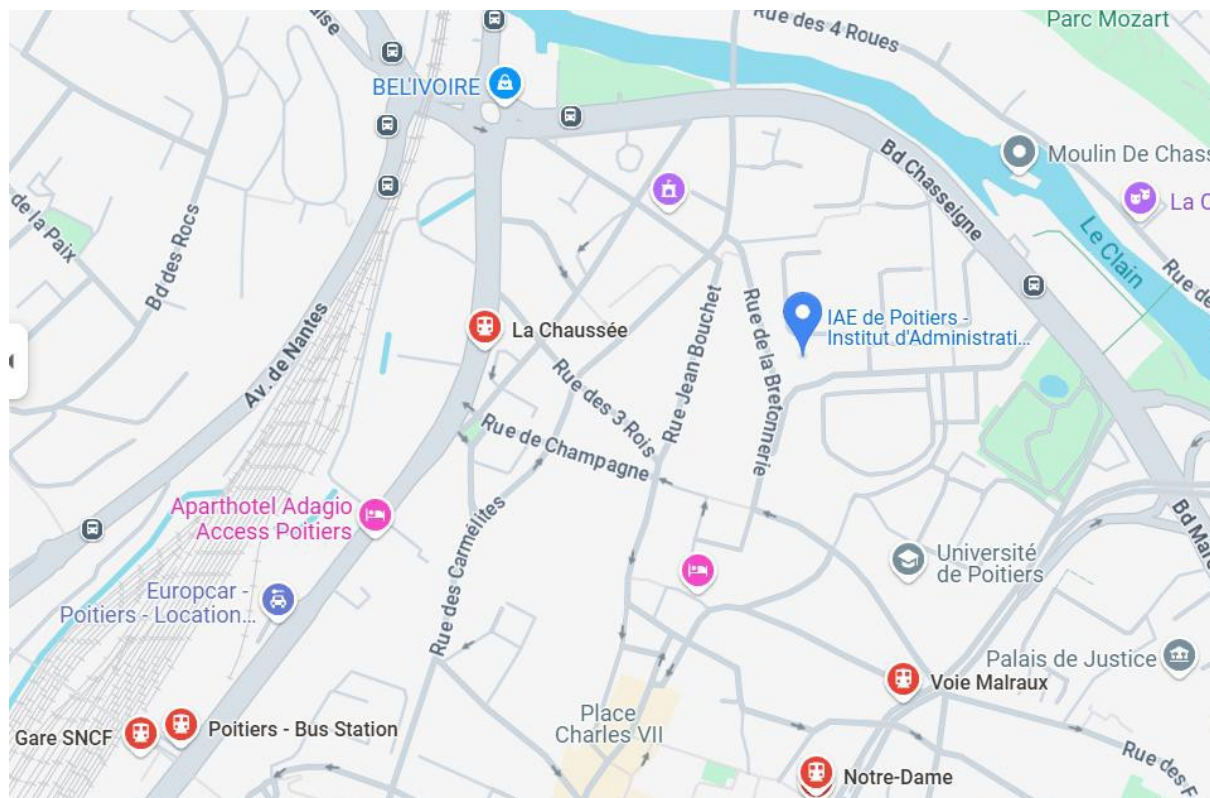 aise
Rue des 4 Roues
Parc Mozart
BEL'IVOIRE
Bd Chasseigne
Moulin De Chass
La C
Le Clain
Rue de
de la Paix
Bd des Rocs
Av. de Nantes
La Chaussée
Rue des 3 Rois
Rue Jean Bouchet
Rue de la Bretonnerie
IAE de Poitiers -
Institut d'Administrati...
Rue de Champagne
Aparthotel Adagio
Access Poitiers
Rue des Carmélites
Europcar -
Poitiers - Location...
Université
de Poitiers
Bd Mare
Palais de Justice
Voie Malraux
Place
Charles VII
Gare SNCF
Poitiers - Bus Station
Notre-Dame
Rue des F